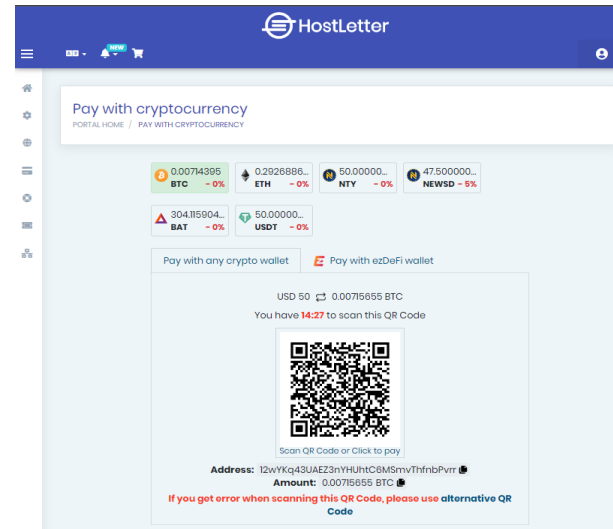 HostLetter
NEW
Pay with cryptocurrency
PORTAL HOME / PAY WITH CRYPTOCURRENCY
0.00714395 0.2926886... 50.00000... 47.500000...
BTC - 0% ETH - 0% NTY - 0% NEWSD - 5%
304.115904... 50.00000...
BAT - 0% USDT - 0%
Pay with any crypto wallet Pay with ezDeFi wallet
USD 50 0.00715655 BTC
You have 14:27 to scan this QR Code
Scan QR Code or Click to pay
Address: 12wYKq43UAEZ3nYHUhtC6MSmvThfnbPvrr
Amount: 0.00715655 BTC
If you get error when scanning this QR Code, please use alternative QR
Code